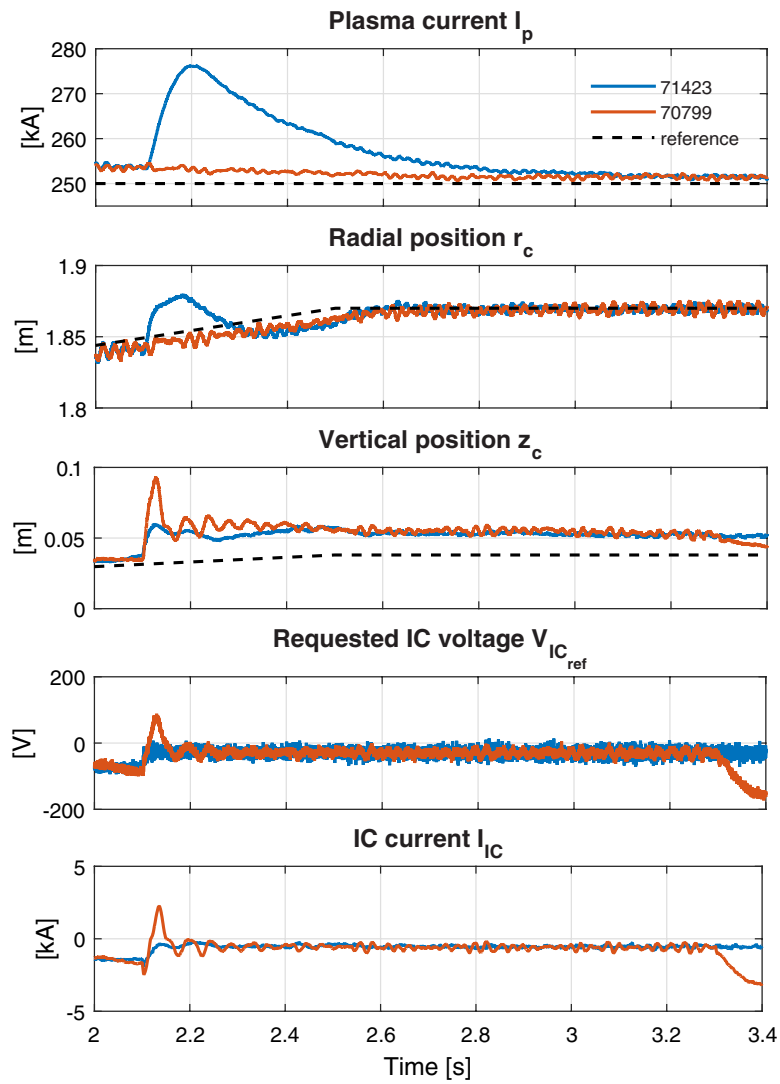 Plasma current I_p
280
270
260
250
[kA]
71423
70799
reference
Radial position r_c
1.9
1.85
1.8
[m]
Vertical position z_c
0.1
0.05
0
[m]
Requested IC voltage V_IC_ref
200
0
-200
[V]
IC current I_IC
5
0
-5
[kA]
2 2.2 2.4 2.6 2.8 3 3.2 3.4
Time [s]